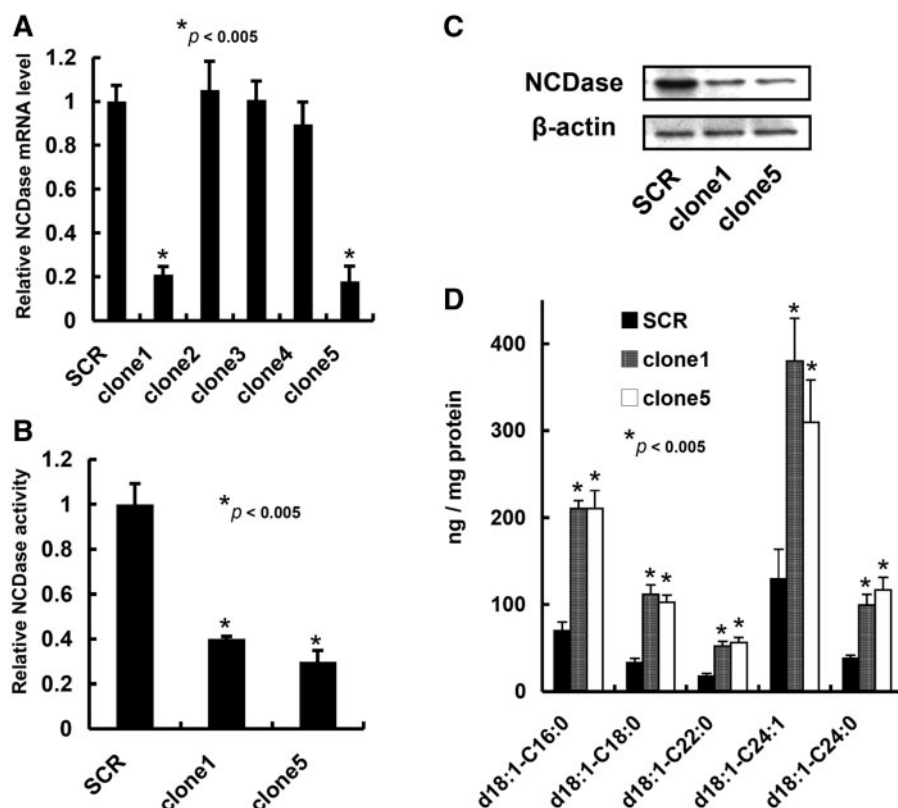 A
* p < 0.005
Relative NCDase mRNA level
1.2
1
0.8
0.6
0.4
0.2
0
*
*
SCR
clone1
clone2
clone3
clone4
clone5
B
* p < 0.005
Relative NCDase activity
1.2
1
0.8
0.6
0.4
0.2
0
*
*
SCR
clone1
clone5
C
NCDase
β-actin
SCR
clone1
clone5
D
SCR
clone1
clone5
* p < 0.005
ng / mg protein
400
300
200
100
0
* *
* *
* *
* *
* *
d18:1-C16:0
d18:1-C18:0
d18:1-C22:0
d18:1-C24:1
d18:1-C24:0